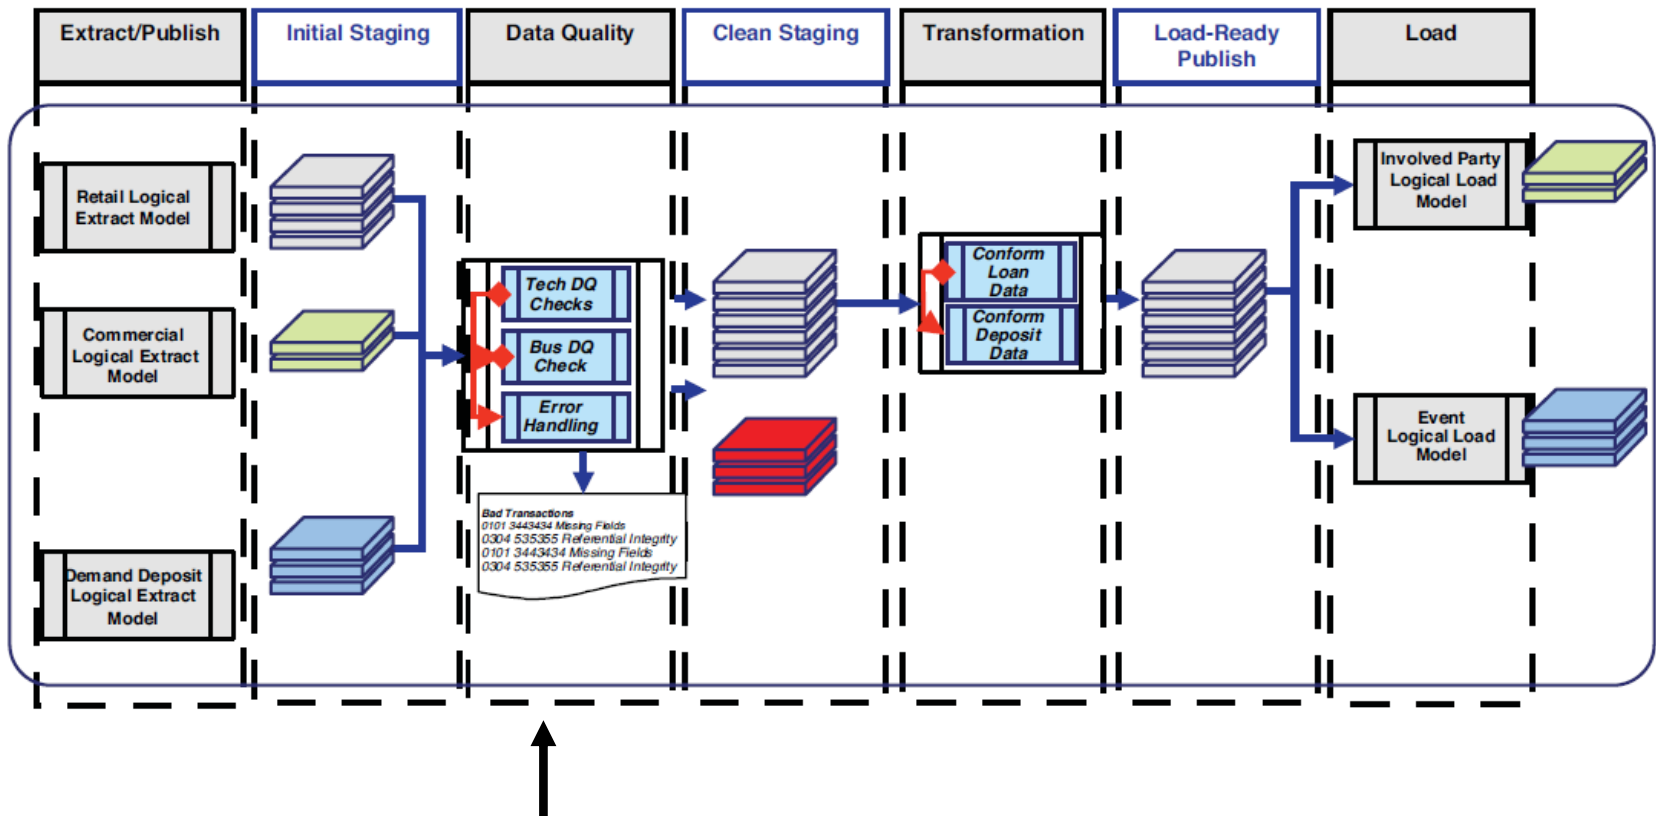 Extract/Publish
Initial Staging
Data Quality
Clean Staging
Transformation
Load-Ready
Publish
Load
Retail Logical
Extract Model
Commercial
Logical Extract
Model
Demand Deposit
Logical Extract
Model
Tech DQ
Checks
Bus DQ
Check
Error
Handling
Bad Transactions
0101 3443434 Missing Fields
0304 535355 Referential Integrity
0101 3443434 Missing Fields
0304 535355 Referential Integrity
Conform
Loan
Data
Conform
Deposit
Data
Involved Party
Logical Load
Model
Event
Logical Load
Model